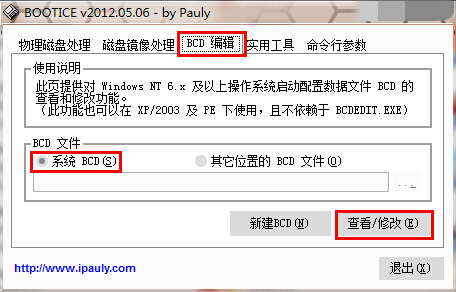 BOOTICE v2012.05.06 - by Pauly
物理磁盘处理 磁盘镜像处理 BCD 编辑 实用工具 命令行参数
使用说明
此页提供对 Windows NT 6.x 及以上操作系统启动配置数据文件 BCD 的
查看和修改功能。
(此功能也可以在 XP/2003 及 PE 下使用，且不依赖于 BCDEDIT.EXE)
BCD 文件
系统 BCD(S) 其它位置的 BCD 文件(O)
...
新建BCD(N) 查看/修改(E)
http://www.ipauly.com 退出(X)